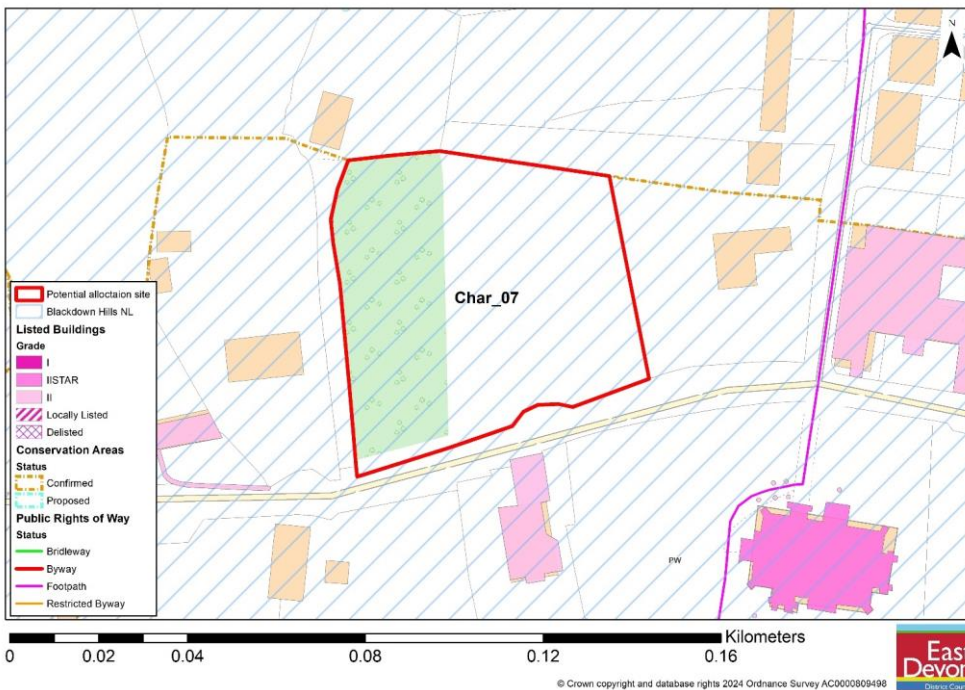 N
Char_07
Potential alloctaion site
Blackdown Hills NL
Listed Buildings
Grade
I
IISTAR
II
Locally Listed
Delisted
Conservation Areas
Status
Confirmed
Proposed
Public Rights of Way
Status
Bridleway
Byway
Footpath
Restricted Byway
PW
Kilometers
0 0.02 0.04 0.08 0.12 0.16
© Crown copyright and database rights 2024 Ordnance Survey AC0000809498
East
Devon